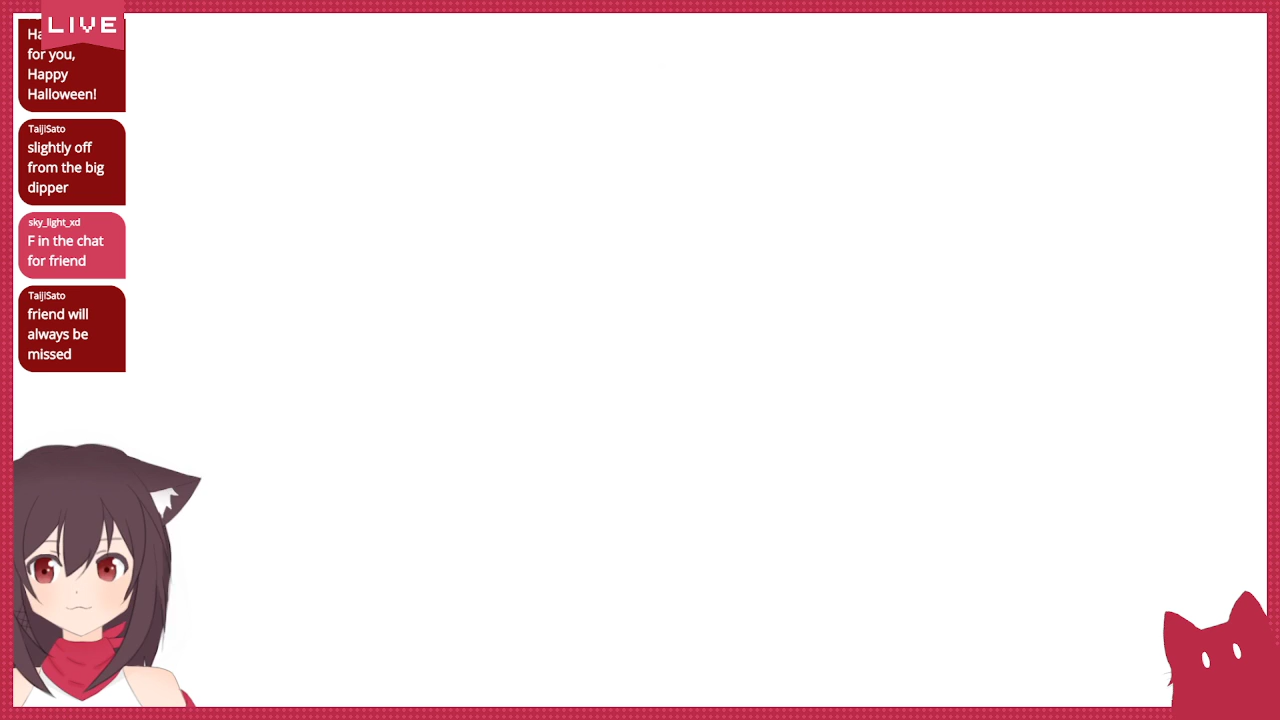 LIVE
for you,
Happy
Halloween!
TaijiSato
slightly off
from the big
dipper
sky_light_xd
F in the chat
for friend
TaijiSato
friend will
always be
missed